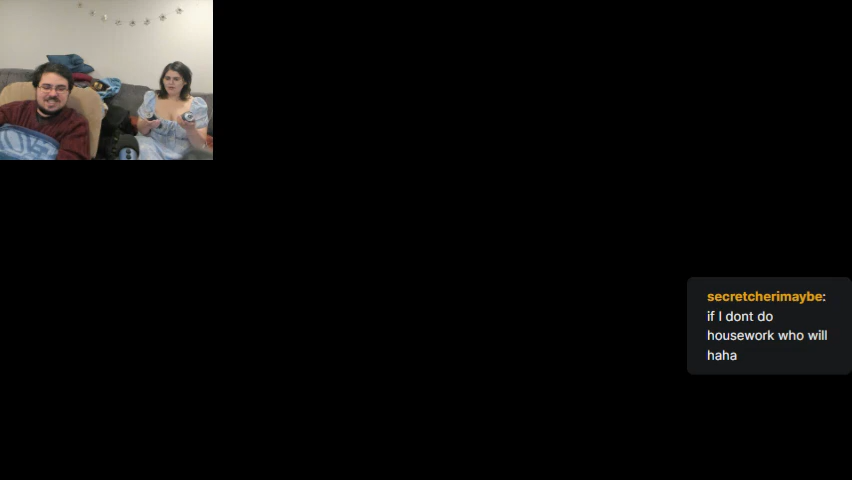 secretcherimaybe:
if I dont do
housework who will
haha